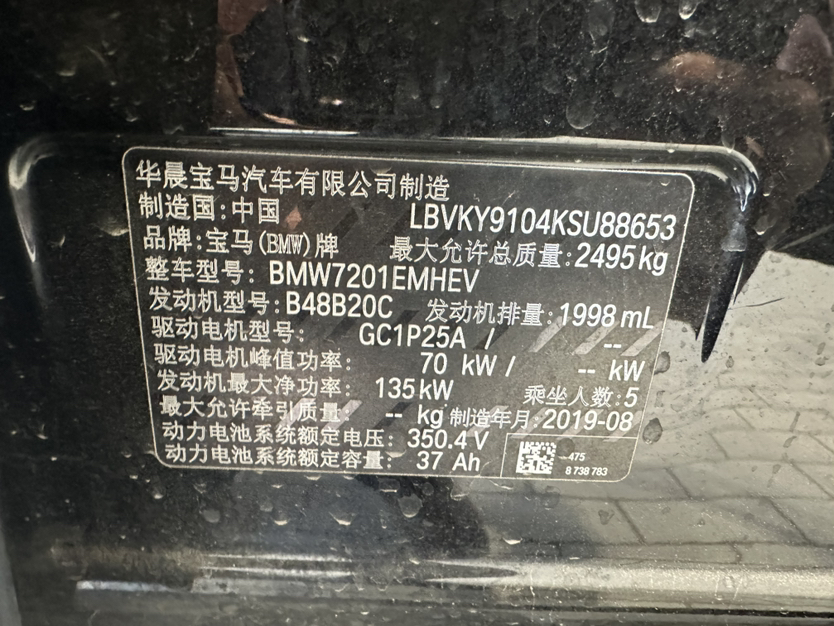 华晨宝马汽车有限公司制造
制造国:中国 LBVKY9104KSU88653
品牌:宝马(BMW)牌 最大允许总质量:2495kg
整车型号:BMW7201EMHEV
发动机型号:B48B20C 发动机排量:1998mL
驱动电机型号: GC1P25A --
驱动电机峰值功率: 70 kW / -- kW
发动机最大净功率: 135kW 乘坐人数:5
最大允许牵引质量: -- kg 制造年月:2019-08
动力电池系统额定电压: 350.4 V
动力电池系统额定容量: 37 Ah
-475
8 738 783